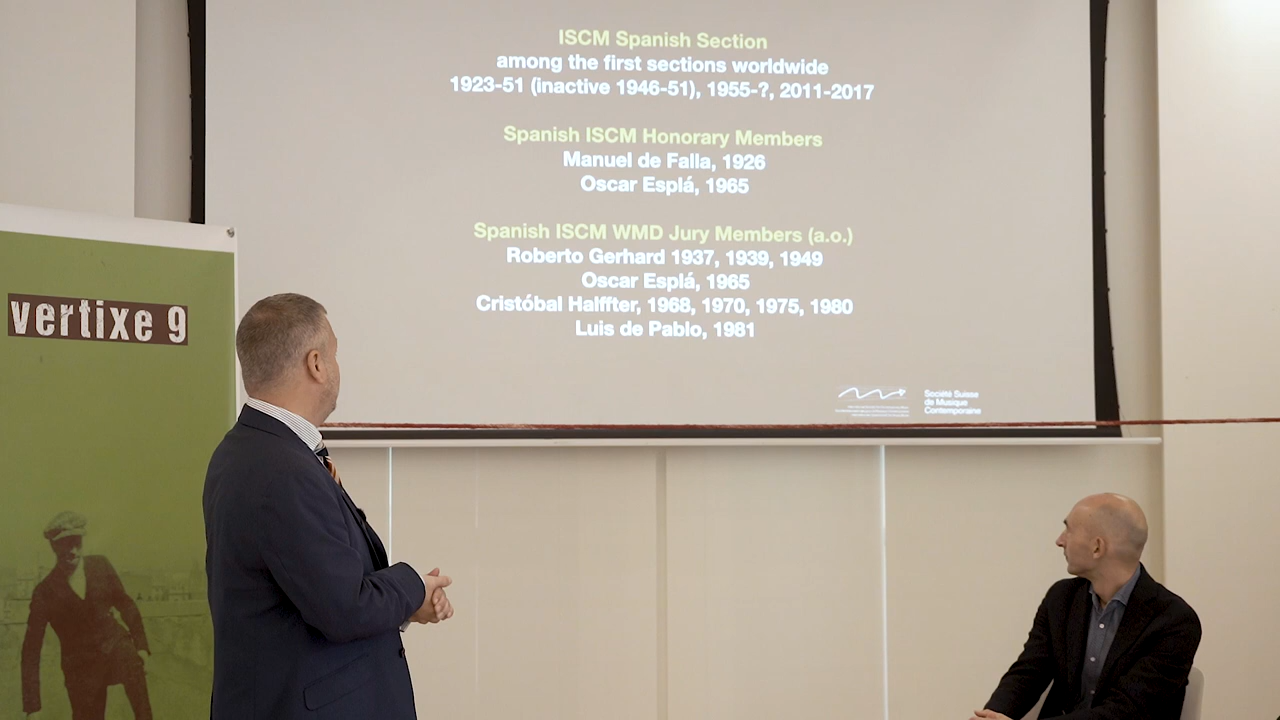 ISCM Spanish Section
among the first sections worldwide
1923-51 (inactive 1946-51), 1955-?, 2011-2017
Spanish ISCM Honorary Members
Manuel de Falla, 1926
Oscar Esplá, 1965
Spanish ISCM WMD Jury Members (a.o.)
Roberto Gerhard 1937, 1939, 1949
Oscar Esplá, 1965
Cristóbal Halffter, 1968, 1970, 1975, 1980
Luis de Pablo, 1981
Société Suisse
de Musique
Contemporaine
vertixe 9